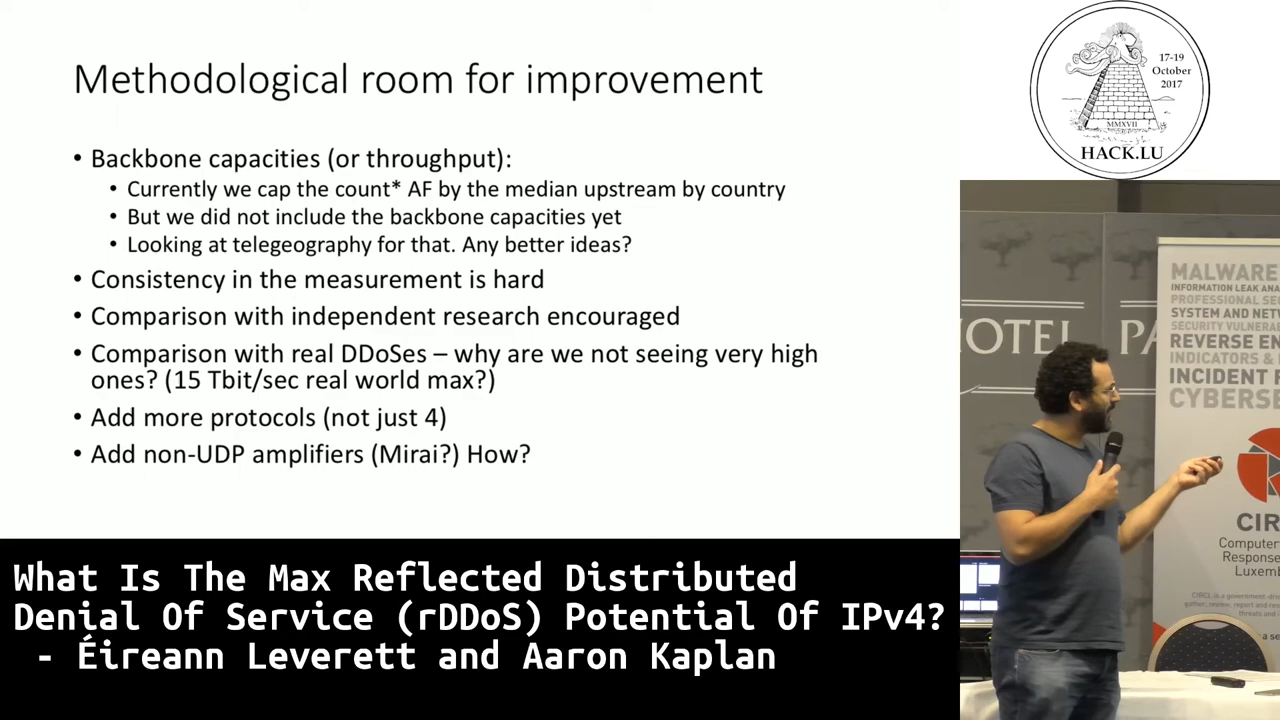 Methodological room for improvement
• Backbone capacities (or throughput):
• Currently we cap the count* AF by the median upstream by country
• But we did not include the backbone capacities yet
• Looking at telegeography for that. Any better ideas?
• Consistency in the measurement is hard
• Comparison with independent research encouraged
• Comparison with real DDoSes – why are we not seeing very high
ones? (15 Tbit/sec real world max?)
• Add more protocols (not just 4)
• Add non-UDP amplifiers (Mirai?) How?
What Is The Max Reflected Distributed
Denial Of Service (rDDoS) Potential Of IPv4?
- Éireann Leverett and Aaron Kaplan
17-19
October
2017
MMXVII
HACK.LU
HOTEL PA
MALWARE
INFORMATION LEAK ANA
PROFESSIONAL SE
SYSTEM AND NETW
SECURITY VULNERA
REVERSE EN
INDICATORS &
INCIDENT R
CYBERSE
CIRC
Computer
Response
Luxemb